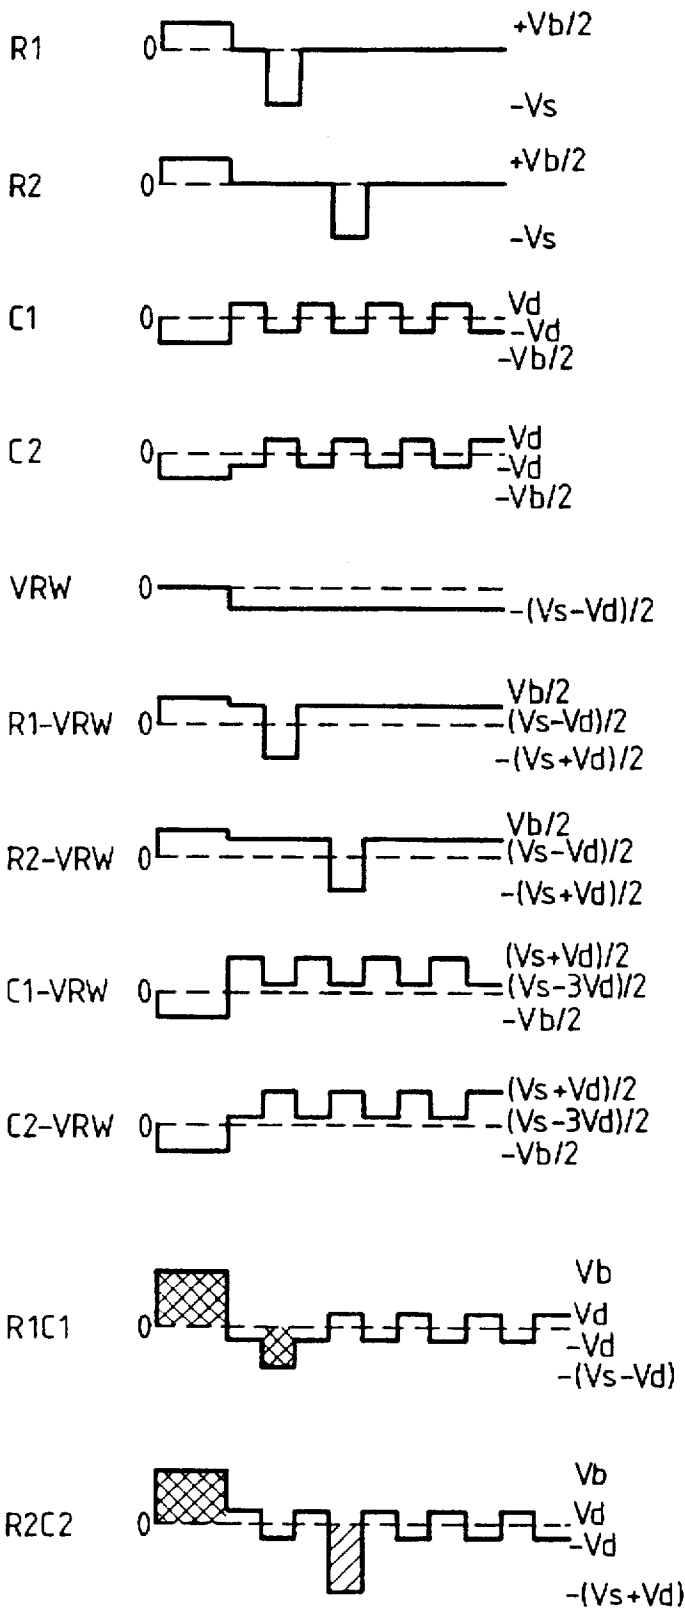 R1 0 +Vb/2
-Vs
R2 0 +Vb/2
-Vs
C1 0 Vd
-Vd
-Vb/2
C2 0 Vd
-Vd
-Vb/2
VRW 0 -(Vs-Vd)/2
R1-VRW 0 Vb/2
(Vs-Vd)/2
-(Vs+Vd)/2
R2-VRW 0 Vb/2
(Vs-Vd)/2
-(Vs+Vd)/2
C1-VRW 0 (Vs+Vd)/2
(Vs-3Vd)/2
-Vb/2
C2-VRW 0 (Vs+Vd)/2
(Vs-3Vd)/2
-Vb/2
R1C1 0 Vb
Vd
-Vd
-(Vs-Vd)
R2C2 0 Vb
Vd
-Vd
-(Vs+Vd)